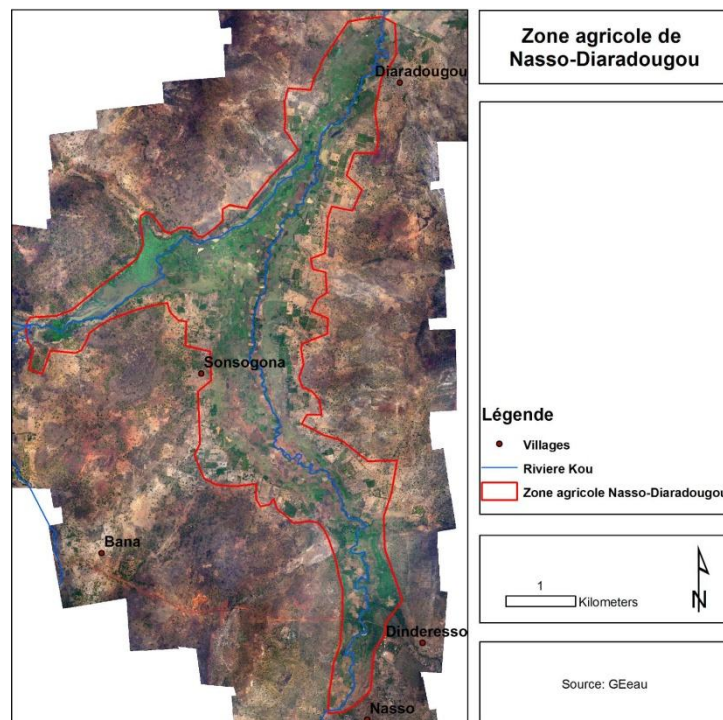 Zone agricole de
Nasso-Diaradougou
Diaradougou
Sonsogona
Bana
Dinderesso
Nasso
Légende
Villages
Riviere Kou
Zone agricole Nasso-Diaradougou
1
Kilometers
N
Source: GEeau